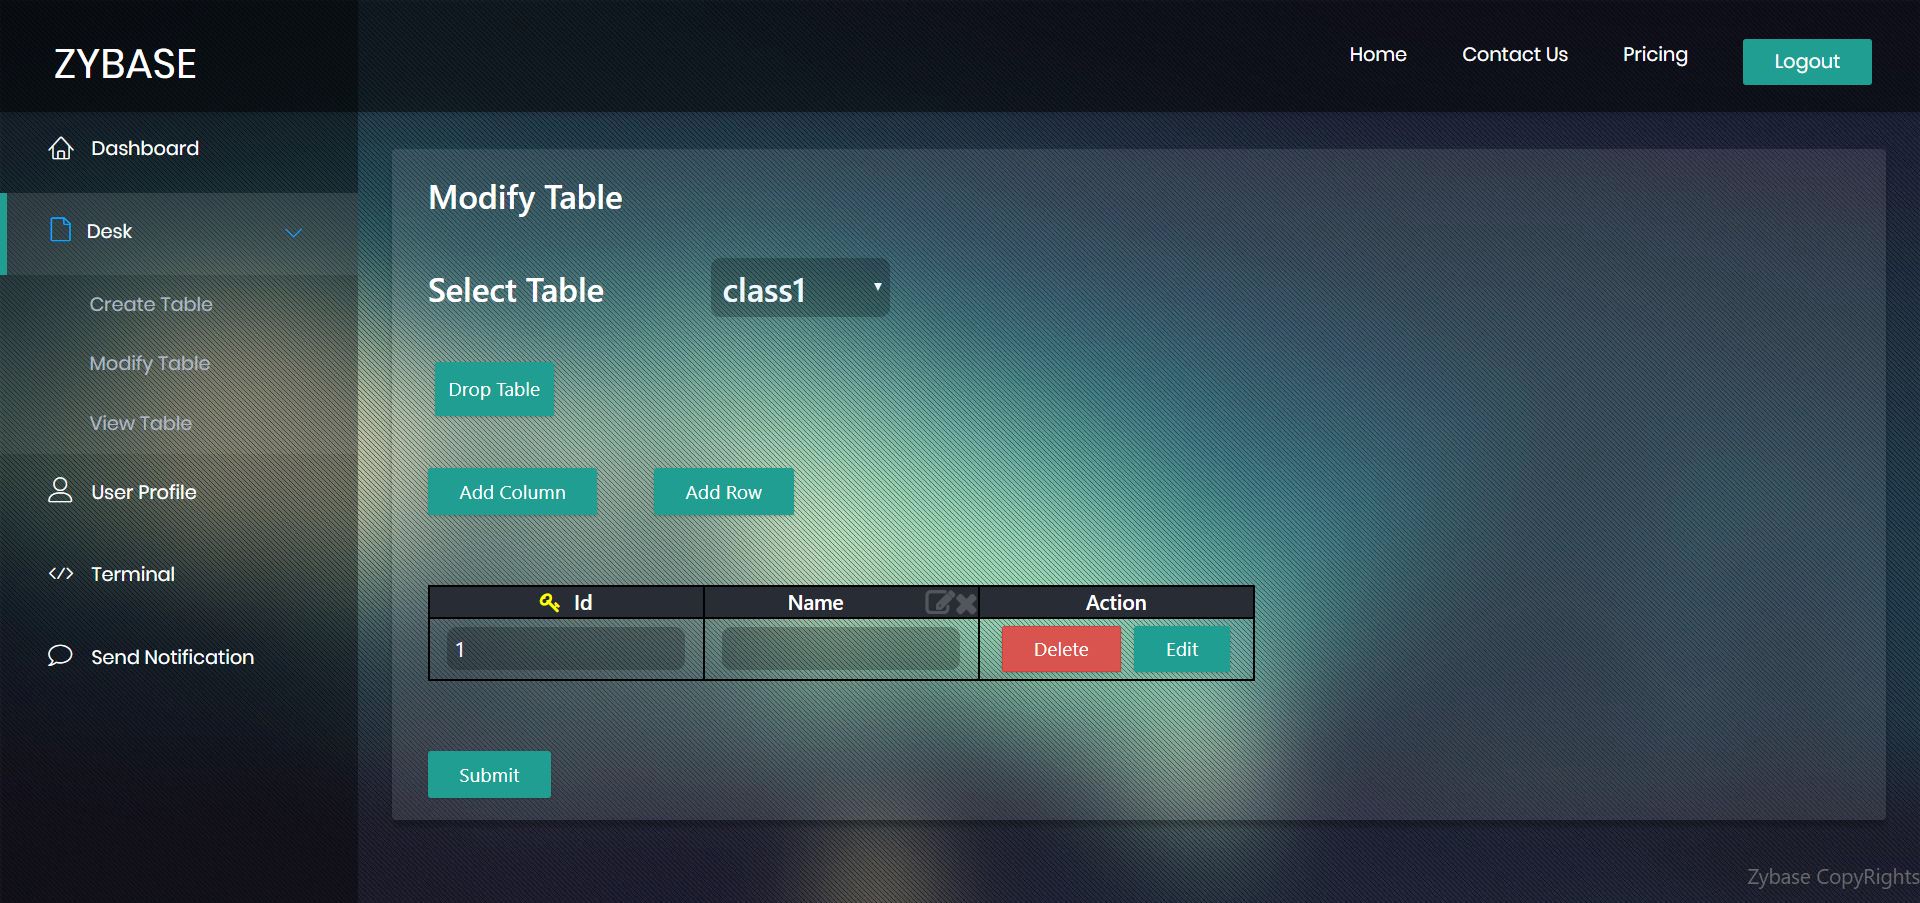 ZYBASE
Home
Contact Us
Pricing
Logout
Dashboard
Desk
Create Table
Modify Table
View Table
User Profile
Terminal
Send Notification
Modify Table
Select Table
class1
Drop Table
Add Column
Add Row
Id
Name
Action
1
Delete
Edit
Submit
Zybase CopyRights